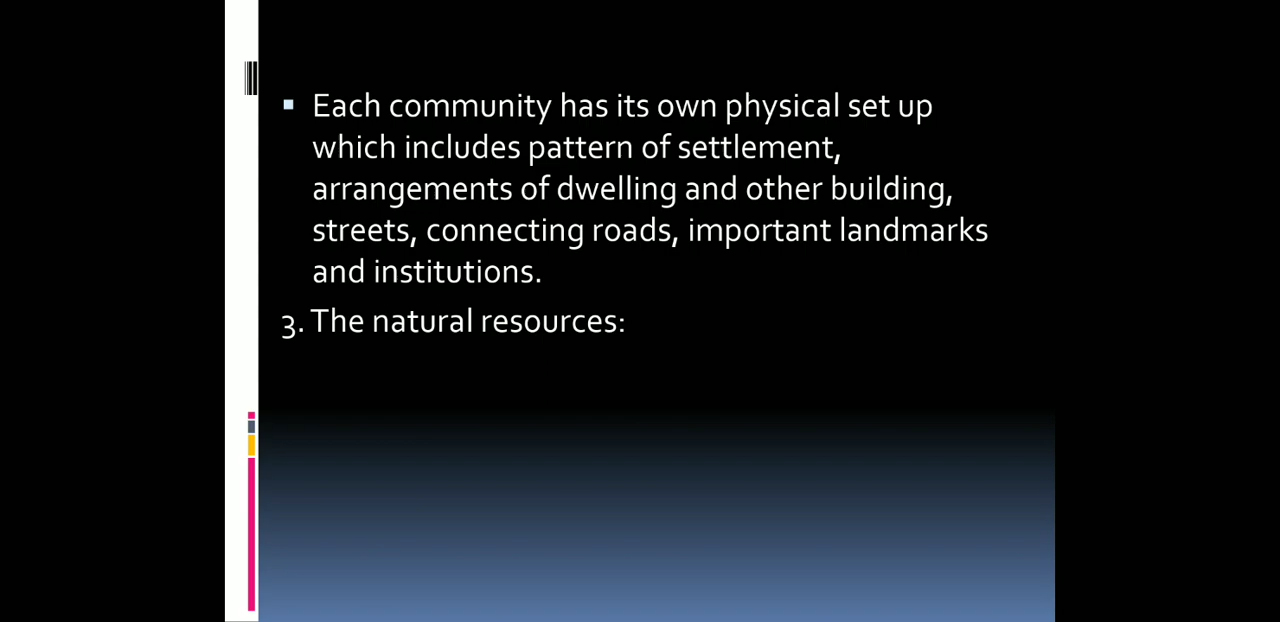 Each community has its own physical set up
which includes pattern of settlement,
arrangements of dwelling and other building,
streets, connecting roads, important landmarks
and institutions.
3. The natural resources: